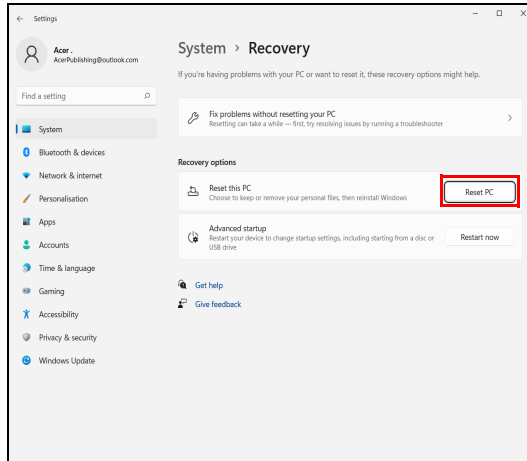 Settings
Acer .
AcerPublishing@outlook.com
Find a setting
System
Bluetooth & devices
Network & internet
Personalisation
Apps
Accounts
Time & language
Gaming
Accessibility
Privacy & security
Windows Update
System > Recovery
If you're having problems with your PC or want to reset it, these recovery options might help.
Fix problems without resetting your PC
Resetting can take a while — first, try resolving issues by running a troubleshooter
Recovery options
Reset this PC
Choose to keep or remove your personal files, then reinstall Windows
Reset PC
Advanced startup
Restart your device to change startup settings, including starting from a disc or
USB drive
Restart now
Get help
Give feedback